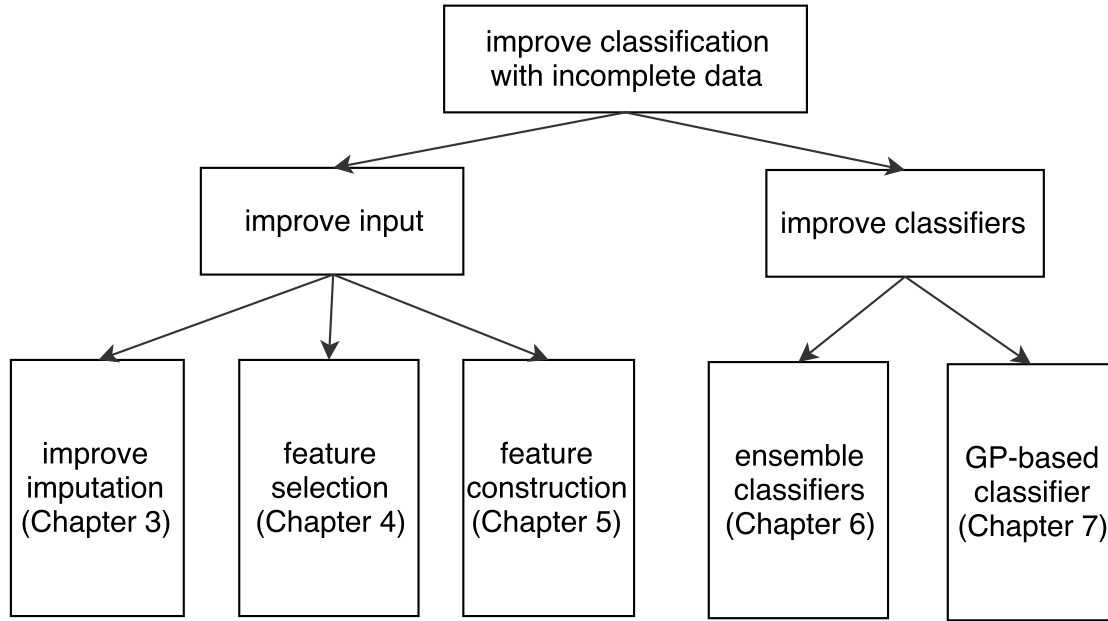 improve classification
with incomplete data
improve input
improve classifiers
improve
imputation
(Chapter 3)
feature
selection
(Chapter 4)
feature
construction
(Chapter 5)
ensemble
classifiers
(Chapter 6)
GP-based
classifier
(Chapter 7)